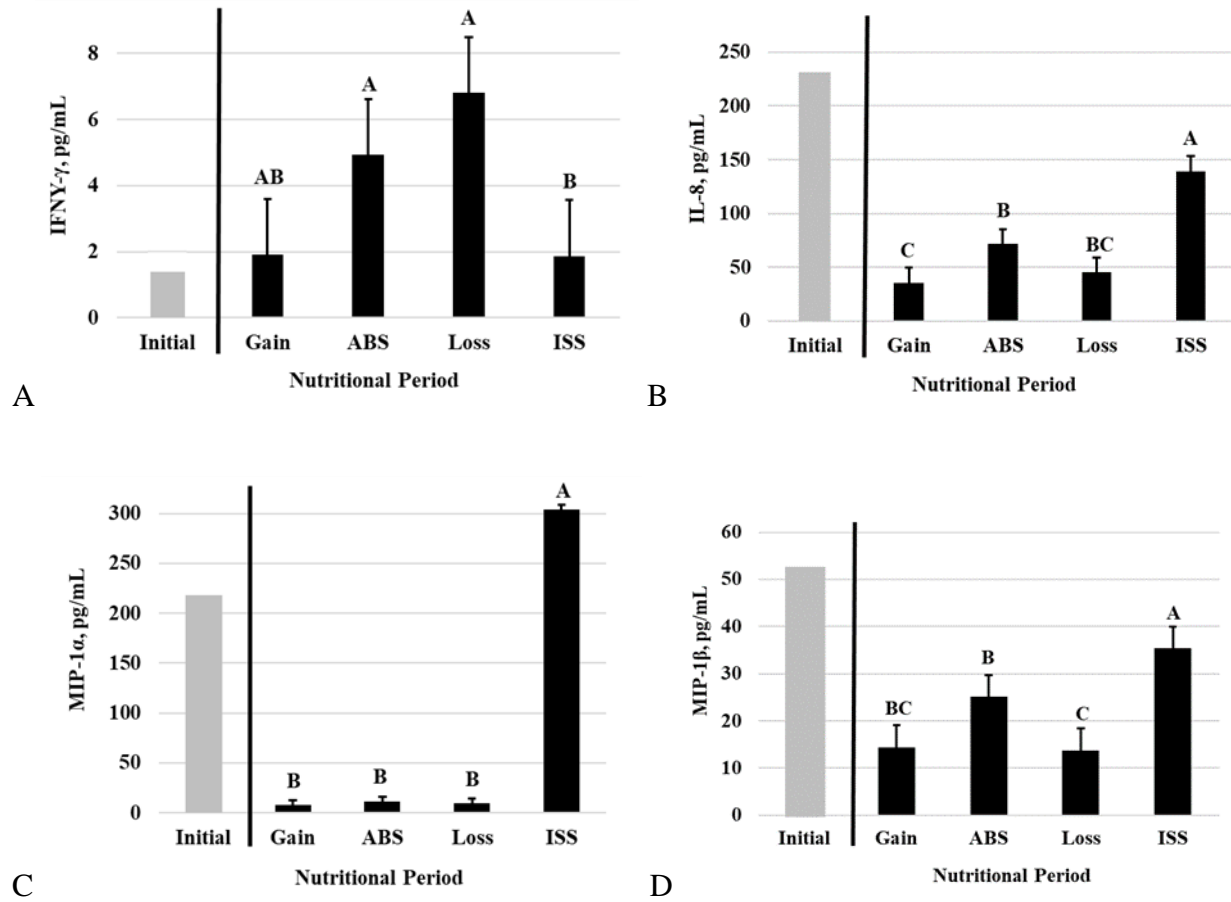 A
A
8
6
AB
B
4
2
0
IFNY-γ, pg/mL
Initial
Gain
ABS
Loss
ISS
Nutritional Period
A
250
200
A
150
B
100
C
BC
50
0
IL-8, pg/mL
Initial
Gain
ABS
Loss
ISS
Nutritional Period
B
A
300
250
200
150
100
50
B
B
B
0
MIP-1α, pg/mL
Initial
Gain
ABS
Loss
ISS
Nutritional Period
C
60
50
A
40
B
30
BC
C
20
10
0
MIP-1β, pg/mL
Initial
Gain
ABS
Loss
ISS
Nutritional Period
D